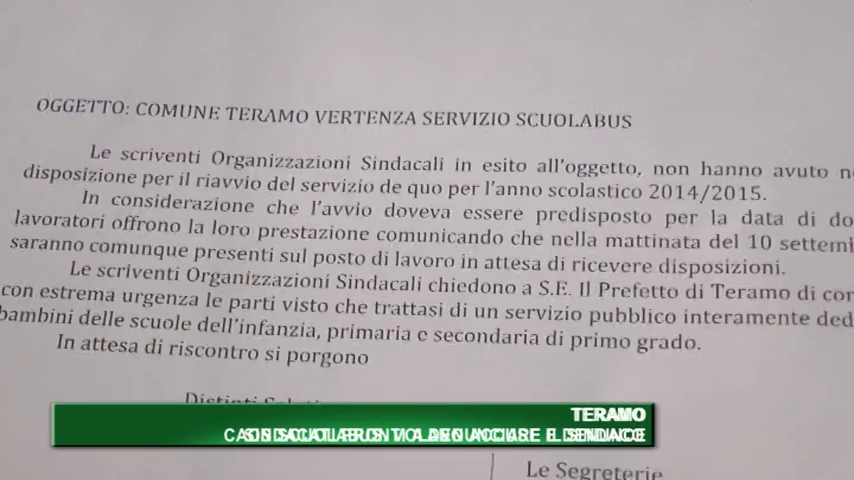 OGGETTO: COMUNE TERAMO VERTENZA SERVIZIO SCUOLABUS
Le scriventi Organizzazioni Sindacali in esito all'oggetto, non hanno avuto
disposizione per il riavvio del servizio de quo per l'anno scolastico 2014/2015.
In considerazione che l'avvio doveva essere predisposto per la data di
lavoratori offrono la loro prestazione comunicando che nella mattinata del 10
saranno comunque presenti sul posto di lavoro in attesa di ricevere disposizioni.
Le scriventi Organizzazioni Sindacali chiedono a S.E. Il Prefetto di Teramo di
con estrema urgenza le parti visto che trattasi di un servizio pubblico interamente
bambini delle scuole dell'infanzia, primaria e secondaria di primo grado.
In attesa di riscontro si porgono
Distinti
TERAMO
Le Segreterie